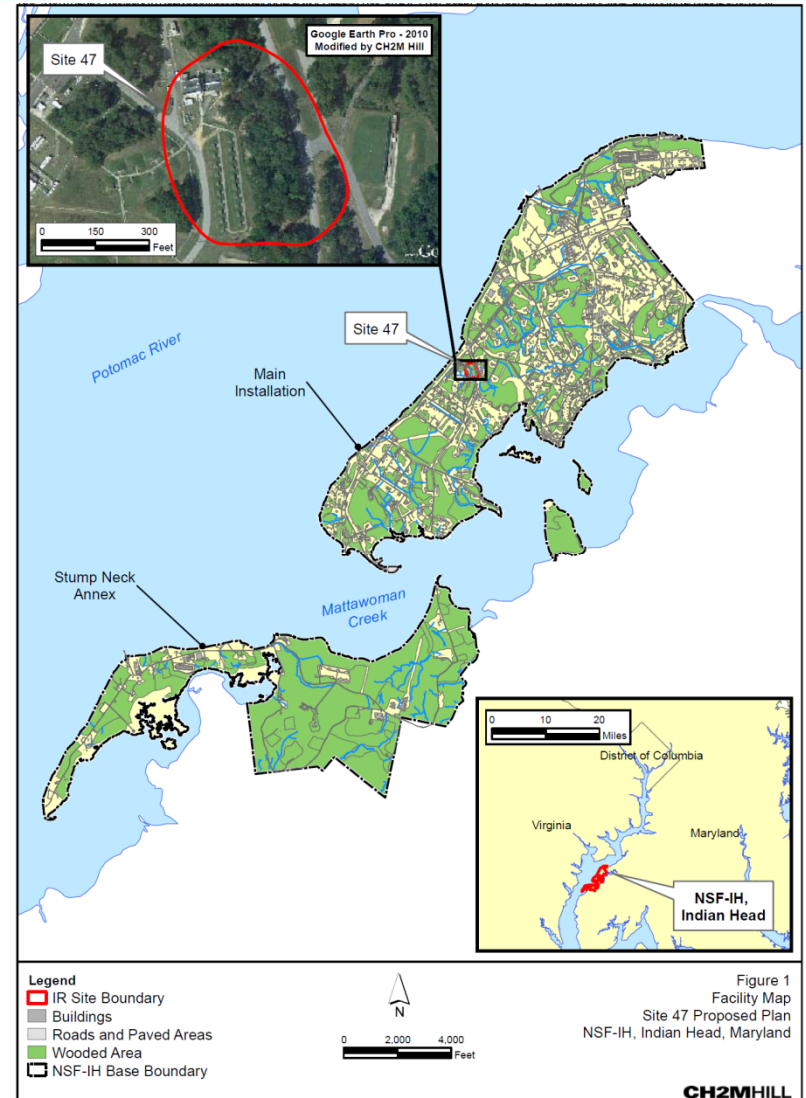 Google Earth Pro - 2010
Modified by CH2M Hill
Site 47
0 150 300
Feet
Go
Site 47
Potomac River
Main
Installation
Stump Neck
Annex
Mattawoman
Creek
0 10 20
Miles
District of Columbia
Virginia
Maryland
NSF-IH,
Indian Head
Legend
IR Site Boundary
Buildings
Roads and Paved Areas
Wooded Area
NSF-IH Base Boundary
N
0 2,000 4,000
Feet
Figure 1
Facility Map
Site 47 Proposed Plan
NSF-IH, Indian Head, Maryland
CH2MHILL